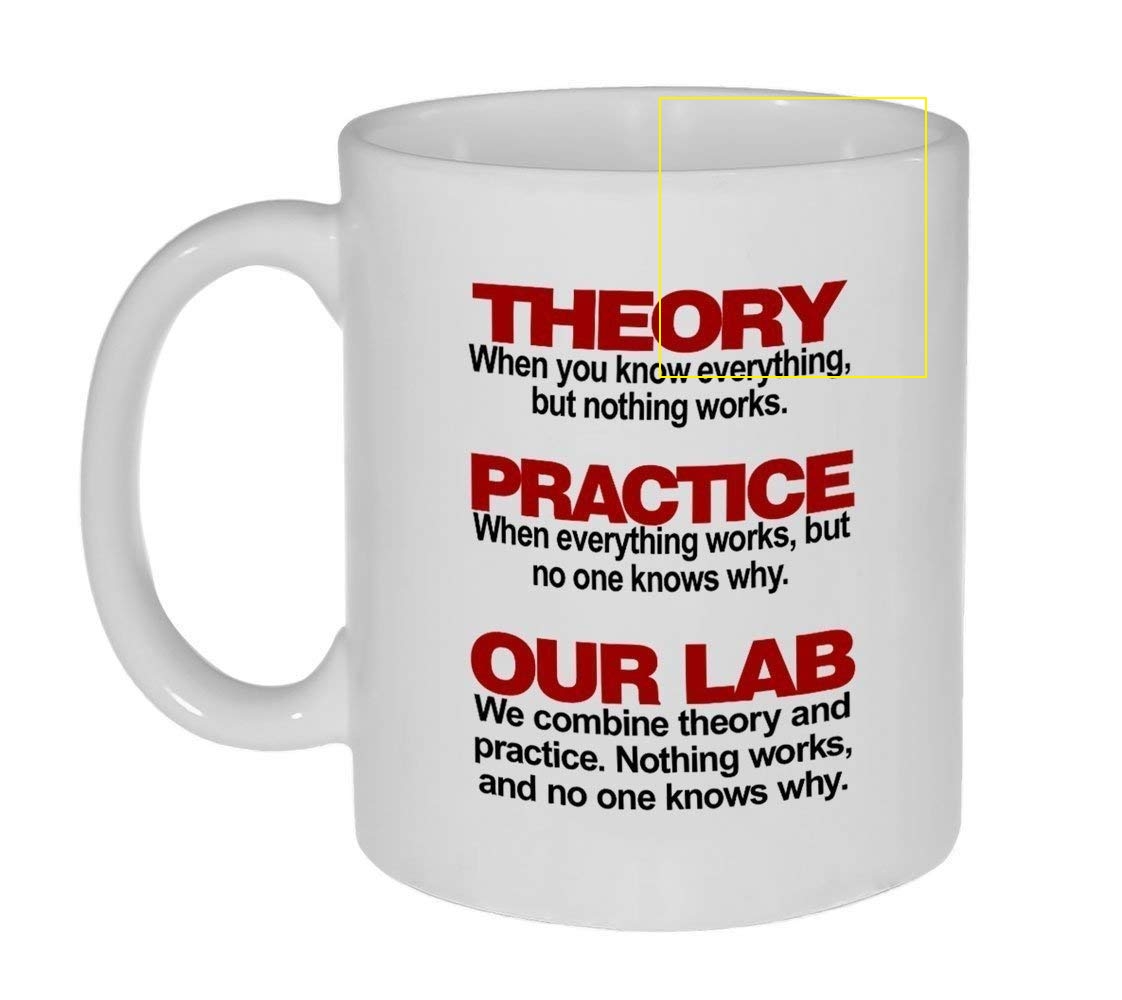 THEORY
When you know everything,
but nothing works.
PRACTICE
When everything works, but
no one knows why.
OUR LAB
We combine theory and
practice. Nothing works,
and no one knows why.